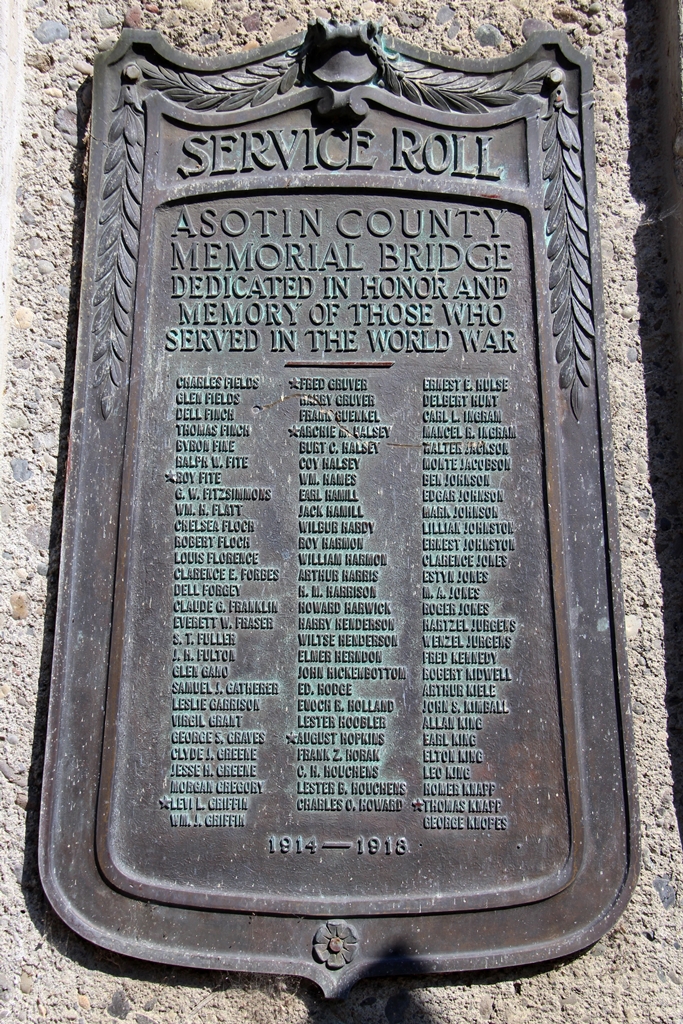 SERVICE ROLL
ASOTIN COUNTY
MEMORIAL BRIDGE
DEDICATED IN HONOR AND
MEMORY OF THOSE WHO
SERVED IN THE WORLD WAR
CHARLES FIELDS
GLEN FIELDS
DELL FINCH
THOMAS FINCH
BYRON FINE
RALPH W. FITE
★ROY FITE
G. W. FITZSIMMONS
WM. H. FLATT
CHELSEA FLOCH
ROBERT FLOCH
LOUIS FLORENCE
CLARENCE E. FORBES
DELL FORGEY
CLAUDE G. FRANKLIN
EVERETT W. FRASER
S. T. FULLER
J. H. FULTON
GLEN GANO
SAMUEL J. GATHERER
LESLIE GARRISON
VIRGIL GRANT
GEORGE S. GRAVES
CLYDE J. GREENE
JESSE H. GREENE
MORGAN GREGORY
★LEVI L. GRIFFIN
WM. J. GRIFFIN
★FRED GRUVER
HARRY GRUVER
FRANK GUENKEL
★ARCHIE M. HALSEY
BURT C. HALSEY
COY HALSEY
WM. HAMES
EARL HAMILL
JACK HAMILL
WILBUR HARDY
ROY HARMON
WILLIAM HARMON
ARTHUR HARRIS
H. M. HARRISON
HOWARD HARWICK
HARRY HENDERSON
WILTSE HENDERSON
ELMER HERNDON
JOHN HICKENBOTTOM
ED. HODGE
ENOCH R. HOLLAND
LESTER HOOBLER
★AUGUST HOPKINS
FRANK Z. HORAK
C. H. HOUCHENS
LESTER B. HOUCHENS
CHARLES O. HOWARD
ERNEST E. HULSE
DELBERT HUNT
CARL L. INGRAM
MANCEL R. INGRAM
WALTER JACKSON
MONTE JACOBSON
BEN JOHNSON
EDGAR JOHNSON
MARK JOHNSON
LILLIAN JOHNSTON
ERNEST JOHNSTON
CLARENCE JONES
ESTYN JONES
M. A. JONES
ROGER JONES
HARTZEL JURGENS
WENZEL JURGENS
FRED KENNEDY
ROBERT KIDWELL
ARTHUR KIELE
JOHN S. KIMBALL
ALLAN KING
EARL KING
ELTON KING
LEO KING
HOMER KNAPP
★THOMAS KNAPP
GEORGE KNOPES
1914—1918